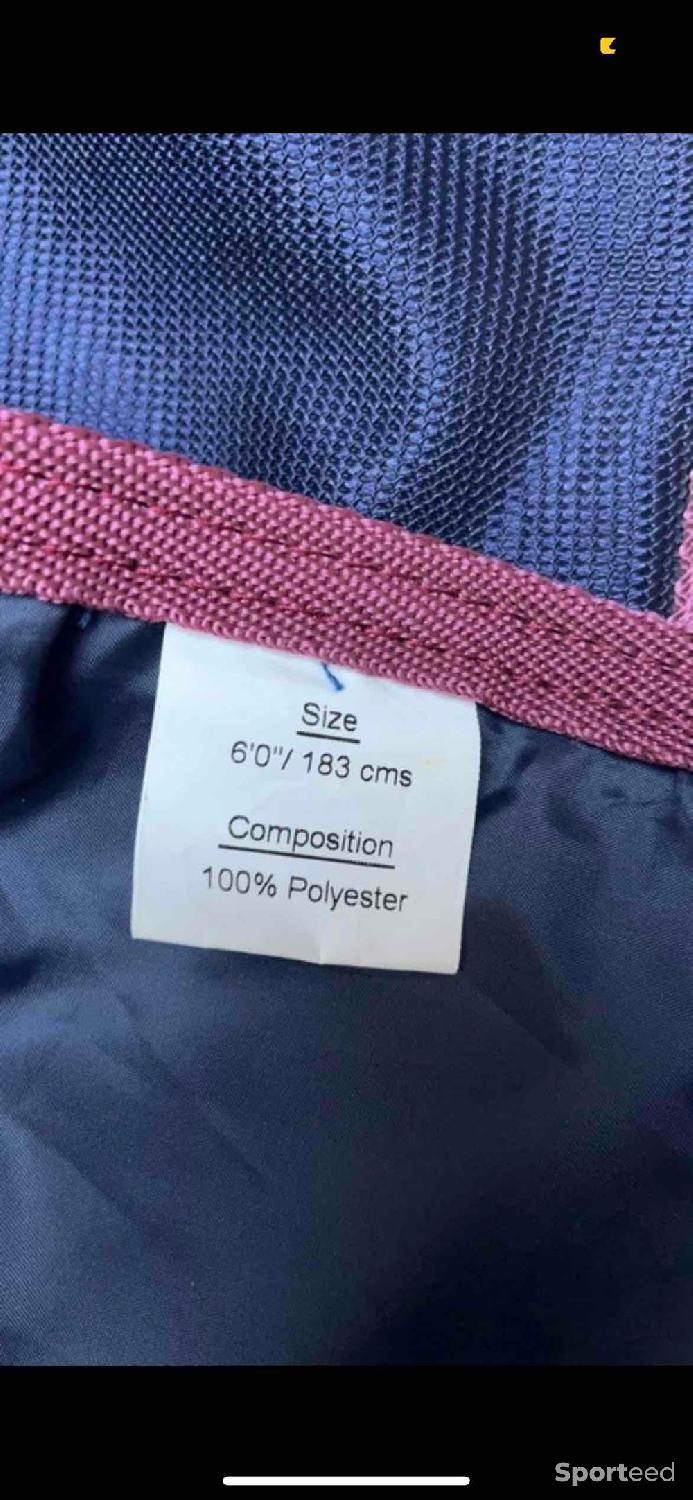 Size
6'0"/ 183 cms
Composition
100% Polyester
Sporteed